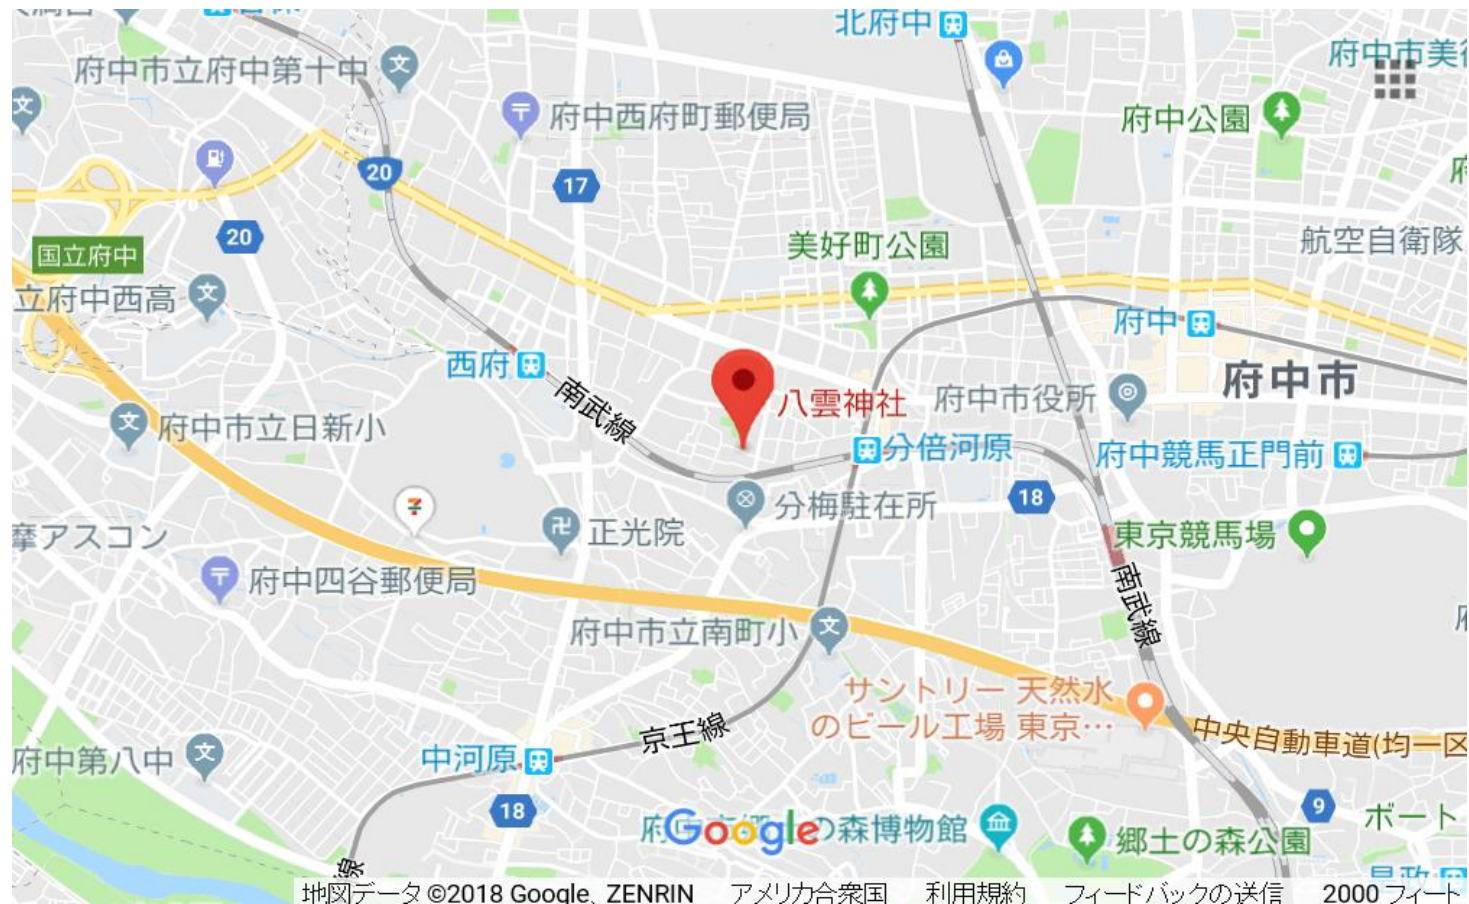 北府中
府中市美術
府中市立府中第十中
府中西府町郵便局
府中公園
20
17
20
国立府中
美好町公園
航空自衛隊
立府中西高
府中
西府
府中市
南武線
八雲神社
府中市役所
府中市立日新小
分倍河原
府中競馬正門前
18
分梅駐在所
正光院
東京競馬場
摩アスコン
府中四谷郵便局
南武線
府中市立南町小
サントリー 天然水
のビール工場 東京…
京王線
中央自動車道(均一区
府中第八中
中河原
18
9
ボート
Google
の森博物館
郷土の森公園
線
地図データ ©2018 Google、ZENRIN アメリカ合衆国 利用規約 フィードバックの送信 2000 フィート